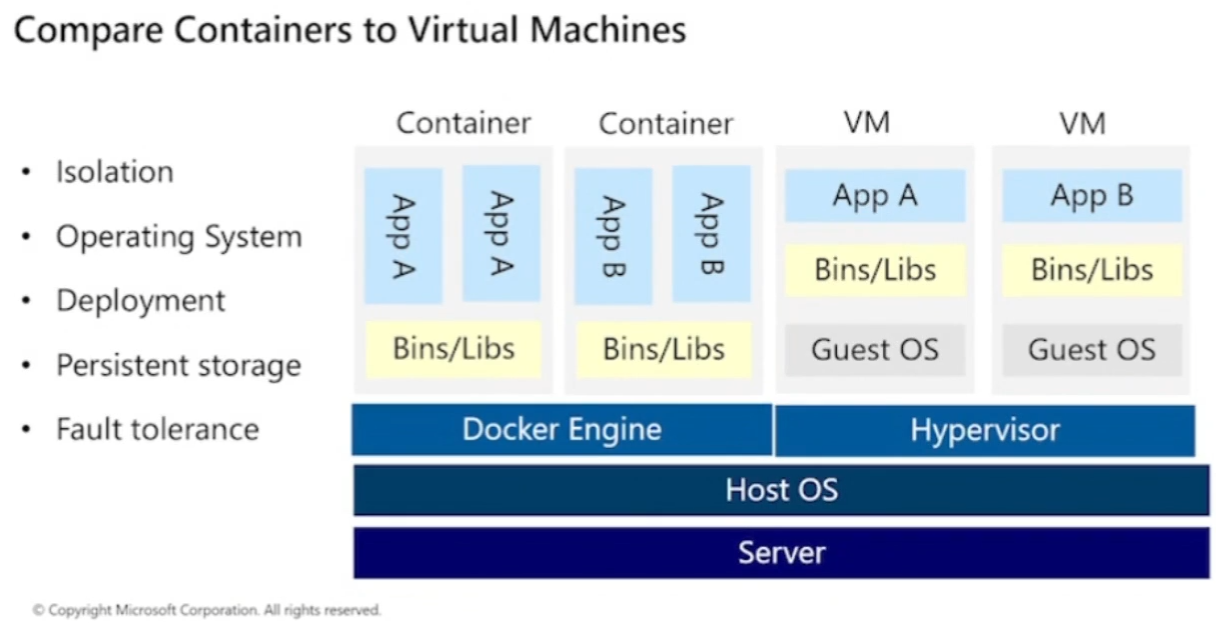 Compare Containers to Virtual Machines
• Isolation
• Operating System
• Deployment
• Persistent storage
• Fault tolerance
Container
Container
VM
VM
App A
App A
Bins/Libs
App B
App B
Bins/Libs
App A
Bins/Libs
Guest OS
App B
Bins/Libs
Guest OS
Docker Engine
Hypervisor
Host OS
Server
© Copyright Microsoft Corporation. All rights reserved.